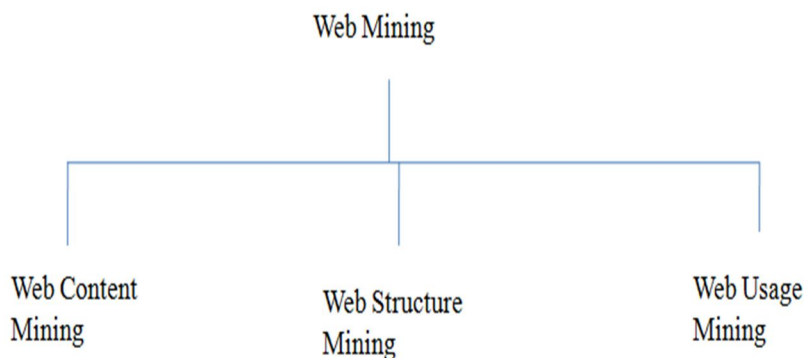 Web Mining
Web Content
Mining
Web Structure
Mining
Web Usage
Mining